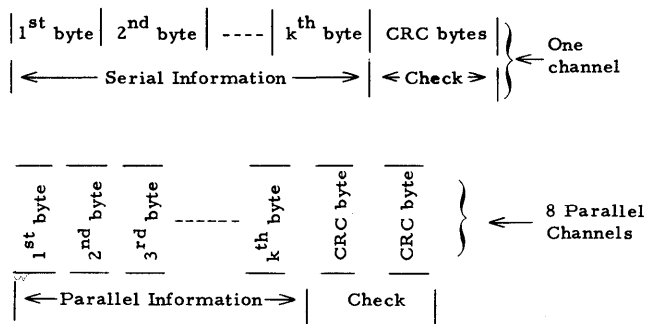 1st byte 2nd byte ---- kth byte CRC bytes
One channel
Serial Information Check
1st byte 2nd byte 3rd byte ------- kth byte CRC byte CRC byte
8 Parallel Channels
Parallel Information Check